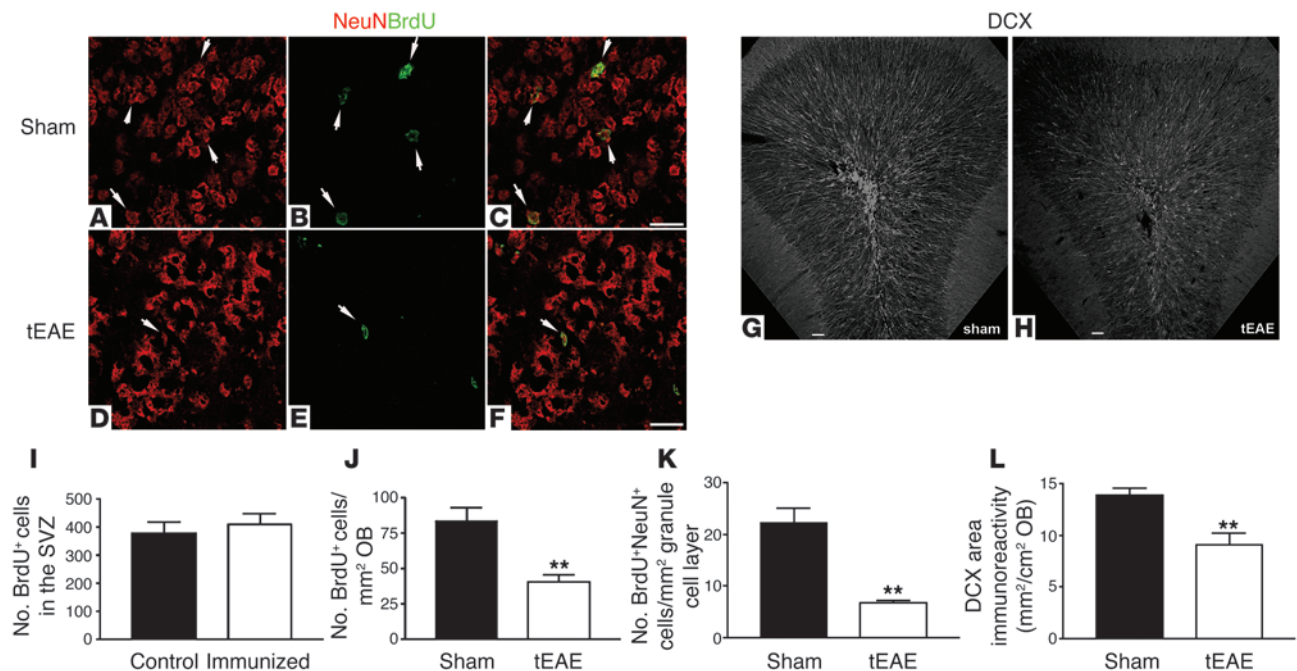 NeuNBrdU
DCX
Sham
A
B
C
tEAE
D
E
F
G
sham
H
tEAE
I
No. BrdU⁺ cells
in the SVZ
500
400
300
200
100
0
Control Immunized
J
No. BrdU⁺ cells/
mm² OB
100
75
50
25
0
**
Sham tEAE
K
No. BrdU⁺NeuN⁺
cells/mm² granule
cell layer
30
20
10
0
**
Sham tEAE
L
DCX area
immunoreactivity
(mm²/cm² OB)
15
10
5
0
**
Sham tEAE